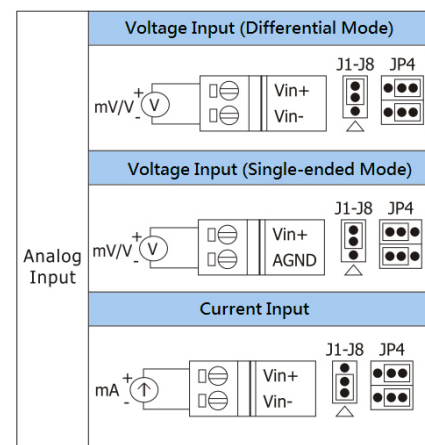 Voltage Input (Differential Mode)
J1-J8 JP4
+
mV/V V
-
Vin+
Vin-
Voltage Input (Single-ended Mode)
J1-J8 JP4
+
mV/V V
-
Vin+
AGND
Analog
Input
Current Input
J1-J8 JP4
+
mA
-
Vin+
Vin-